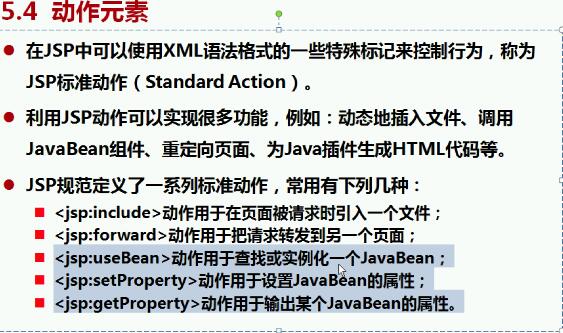 5.4 动作元素
在JSP中可以使用XML语法格式的一些特殊标记来控制行为，称为
JSP标准动作（Standard Action）。
利用JSP动作可以实现很多功能，例如：动态地插入文件、调用
JavaBean组件、重定向页面、为Java插件生成HTML代码等。
JSP规范定义了一系列标准动作，常用有下列几种：
<jsp:include>动作用于在页面被请求时引入一个文件；
<jsp:forward>动作用于把请求转发到另一个页面；
<jsp:useBean>动作用于查找或实例化一个JavaBean；
<jsp:setProperty>动作用于设置JavaBean的属性；
<jsp:getProperty>动作用于输出某个JavaBean的属性。